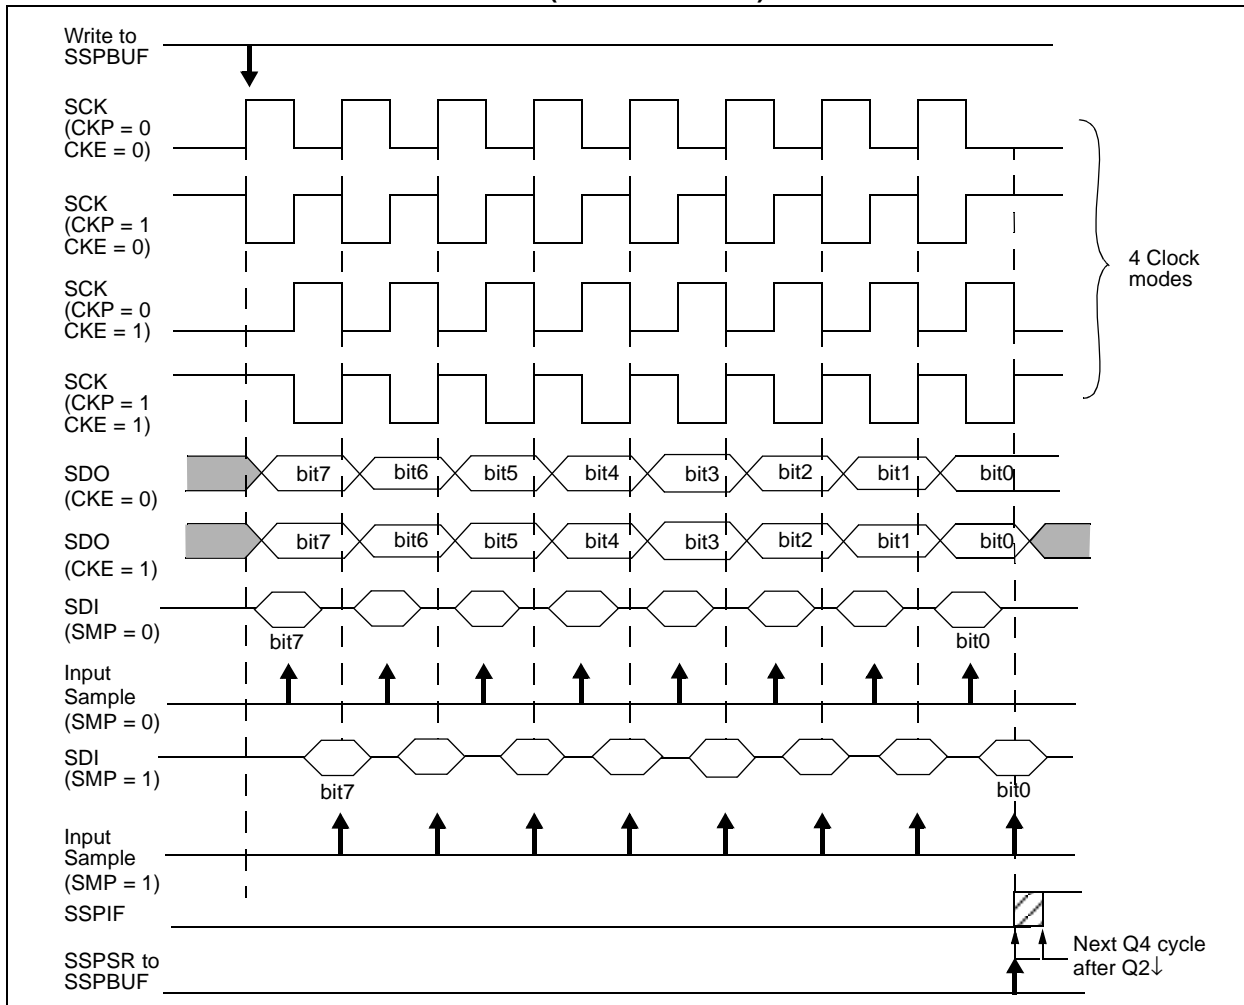 Write to
SSPBUF
SCK
(CKP = 0
CKE = 0)
SCK
(CKP = 1
CKE = 0)
SCK
(CKP = 0
CKE = 1)
SCK
(CKP = 1
CKE = 1)
4 Clock
modes
SDO
(CKE = 0)
bit7 bit6 bit5 bit4 bit3 bit2 bit1 bit0
SDO
(CKE = 1)
bit7 bit6 bit5 bit4 bit3 bit2 bit1 bit0
SDI
(SMP = 0)
bit7 bit0
Input
Sample
(SMP = 0)
SDI
(SMP = 1)
bit7 bit0
Input
Sample
(SMP = 1)
SSPIF
Next Q4 cycle
after Q2↓
SSPSR to
SSPBUF